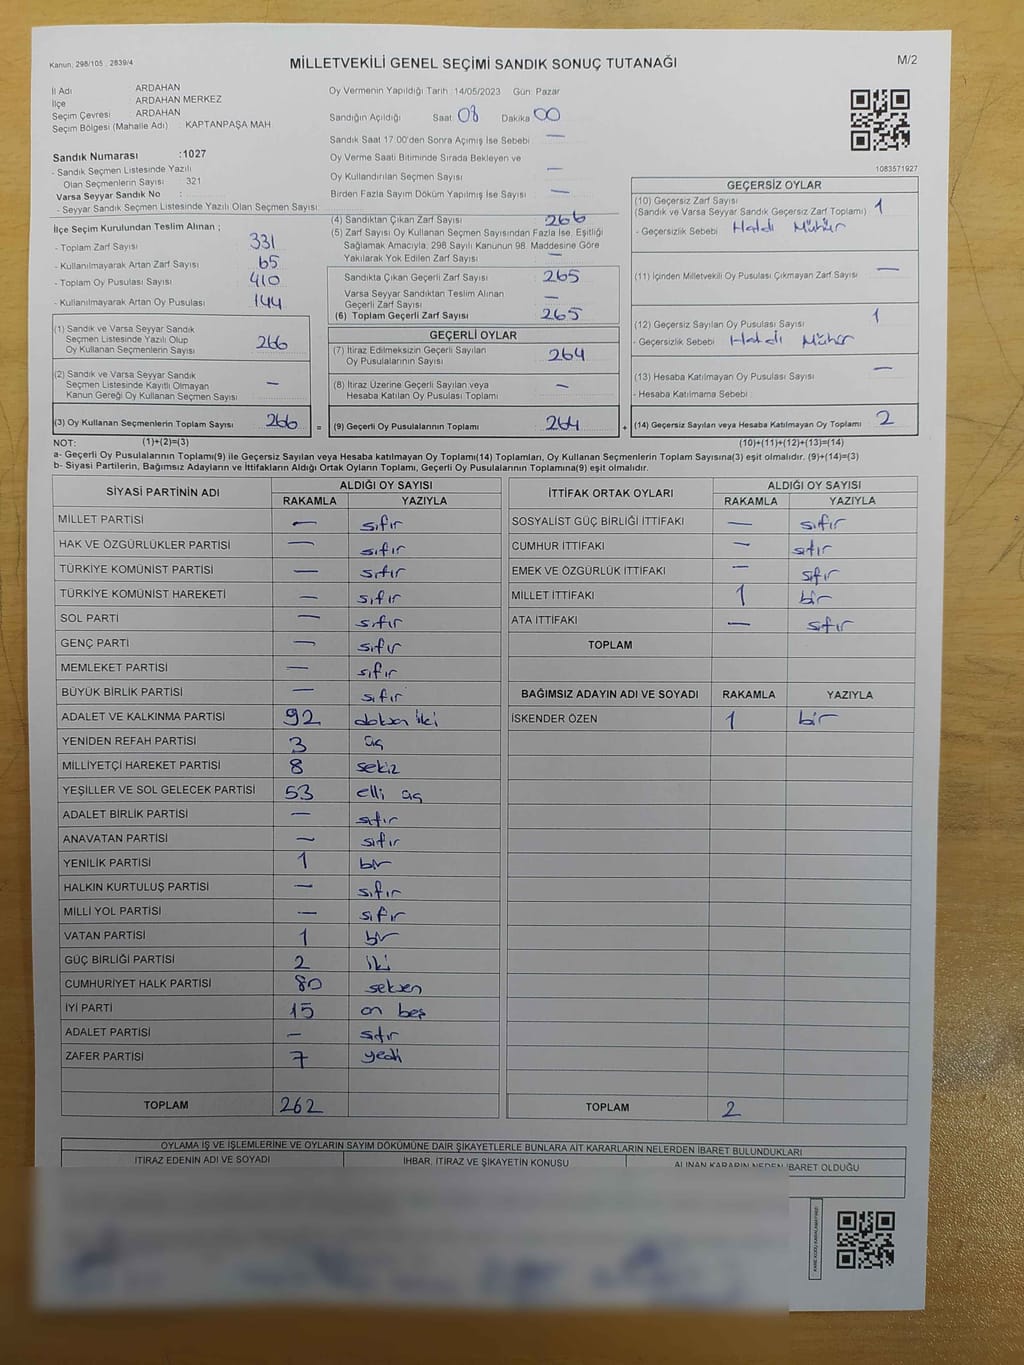 Kanun; 298/105 , 2839/4
MİLLETVEKİLİ GENEL SEÇİMİ SANDIK SONUÇ TUTANAĞI
M/2
İl Adı ARDAHAN
İlçe ARDAHAN MERKEZ
Seçim Çevresi ARDAHAN
Seçim Bölgesi (Mahalle Adı) : KAPTANPAŞA MAH
Sandık Numarası :1027
- Sandık Seçmen Listesinde Yazılı
Olan Seçmenlerin Sayısı 321
Varsa Seyyar Sandık No :
- Seyyar Sandık Seçmen Listesinde Yazılı Olan Seçmen Sayısı:
Oy Vermenin Yapıldığı Tarih :14/05/2023 Gün: Pazar
Sandığın Açıldığı Saat 08 Dakika 00
Sandık Saat 17:00'den Sonra Açımış İse Sebebi —
Oy Verme Saati Bitiminde Sırada Bekleyen ve
Oy Kullandırılan Seçmen Sayısı —
Birden Fazla Sayım Döküm Yapılmış İse Sayısı —
1083571927
İlçe Seçim Kurulundan Teslim Alınan ;
- Toplam Zarf Sayısı 331
- Kullanılmayarak Artan Zarf Sayısı 65
- Toplam Oy Pusulası Sayısı 410
- Kullanılmayarak Artan Oy Pusulası 144
(1) Sandık ve Varsa Seyyar Sandık
Seçmen Listesinde Yazılı Olup
Oy Kullanan Seçmenlerin Sayısı 266
(2) Sandık ve Varsa Seyyar Sandık
Seçmen Listesinde Kayıtlı Olmayan
Kanun Gereği Oy Kullanan Seçmen Sayısı —
(3) Oy Kullanan Seçmenlerin Toplam Sayısı 266 =
(4) Sandıktan Çıkan Zarf Sayısı 266
(5) Zarf Sayısı Oy Kullanan Seçmen Sayısından Fazla İse, Eşitliği
Sağlamak Amacıyla; 298 Sayılı Kanunun 98. Maddesine Göre
Yakılarak Yok Edilen Zarf Sayısı —
Sandıkta Çıkan Geçerli Zarf Sayısı 265
Varsa Seyyar Sandıktan Teslim Alınan
Geçerli Zarf Sayısı —
(6) Toplam Geçerli Zarf Sayısı 265
GEÇERLİ OYLAR
(7) İtiraz Edilmeksizin Geçerli Sayılan
Oy Pusulalarının Sayısı 264
(8) İtiraz Üzerine Geçerli Sayılan veya
Hesaba Katılan Oy Pusulası Toplamı —
(9) Geçerli Oy Pusulalarının Toplamı 264 +
GEÇERSİZ OYLAR
(10) Geçersiz Zarf Sayısı
(Sandık ve Varsa Seyyar Sandık Geçersiz Zarf Toplamı) 1
- Geçersizlik Sebebi Hatalı Mühür
(11) İçinden Milletvekili Oy Pusulası Çıkmayan Zarf Sayısı —
(12) Geçersiz Sayılan Oy Pusulası Sayısı 1
- Geçersizlik Sebebi Hatalı Mühür
(13) Hesaba Katılmayan Oy Pusulası Sayısı —
- Hesaba Katılmama Sebebi :
(14) Geçersiz Sayılan veya Hesaba Katılmayan Oy Toplamı 2
NOT: (1)+(2)=(3) (10)+(11)+(12)+(13)=(14)
a- Geçerli Oy Pusulalarının Toplamı(9) ile Geçersiz Sayılan veya Hesaba Katılmayan Oy Toplamı(14) Toplamları, Oy Kullanan Seçmenlerin Toplam Sayısına(3) eşit olmalıdır. (9)+(14)=(3)
b- Siyasi Partilerin, Bağımsız Adayların ve İttifakların Aldığı Ortak Oyların Toplamı, Geçerli Oy Pusulalarının Toplamına(9) eşit olmalıdır.
SİYASİ PARTİNİN ADI ALDIĞI OY SAYISI
RAKAMLA YAZIYLA
MİLLET PARTİSİ — sıfır
HAK VE ÖZGÜRLÜKLER PARTİSİ — sıfır
TÜRKİYE KOMÜNİST PARTİSİ — sıfır
TÜRKİYE KOMÜNİST HAREKETİ — sıfır
SOL PARTİ — sıfır
GENÇ PARTİ — sıfır
MEMLEKET PARTİSİ — sıfır
BÜYÜK BİRLİK PARTİSİ — sıfır
ADALET VE KALKINMA PARTİSİ 92 doksan iki
YENİDEN REFAH PARTİSİ 3 üç
MİLLİYETÇİ HAREKET PARTİSİ 8 sekiz
YEŞİLLER VE SOL GELECEK PARTİSİ 53 elli üç
ADALET BİRLİK PARTİSİ — sıfır
ANAVATAN PARTİSİ — sıfır
YENİLİK PARTİSİ 1 bir
HALKIN KURTULUŞ PARTİSİ — sıfır
MİLLİ YOL PARTİSİ — sıfır
VATAN PARTİSİ 1 bir
GÜÇ BİRLİĞİ PARTİSİ 2 iki
CUMHURİYET HALK PARTİSİ 80 seksen
İYİ PARTİ 15 on beş
ADALET PARTİSİ — sıfır
ZAFER PARTİSİ 7 yedi
TOPLAM 262
İTTİFAK ORTAK OYLARI ALDIĞI OY SAYISI
RAKAMLA YAZIYLA
SOSYALİST GÜÇ BİRLİĞİ İTTİFAKI — sıfır
CUMHUR İTTİFAKI — sıfır
EMEK VE ÖZGÜRLÜK İTTİFAKI — sıfır
MİLLET İTTİFAKI 1 bir
ATA İTTİFAKI — sıfır
TOPLAM
BAĞIMSIZ ADAYIN ADI VE SOYADI RAKAMLA YAZIYLA
İSKENDER ÖZEN 1 bir
TOPLAM 2
OYLAMA İŞ VE İŞLEMLERİNE VE OYLARIN SAYIM DÖKÜMÜNE DAİR ŞİKAYETLERLE BUNLARA AİT KARARLARIN NELERDEN İBARET BULUNDUKLARI
İTİRAZ EDENİN ADI VE SOYADI İHBAR, İTİRAZ VE ŞİKAYETİN KONUSU ALINAN KARARIN NEDEN İBARET OLDUĞU